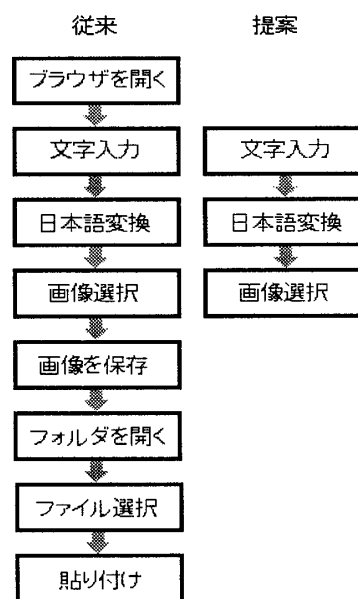 従来
提案
ブラウザを開く
文字入力
文字入力
日本語変換
日本語変換
画像選択
画像選択
画像を保存
フォルダを開く
ファイル選択
貼り付け